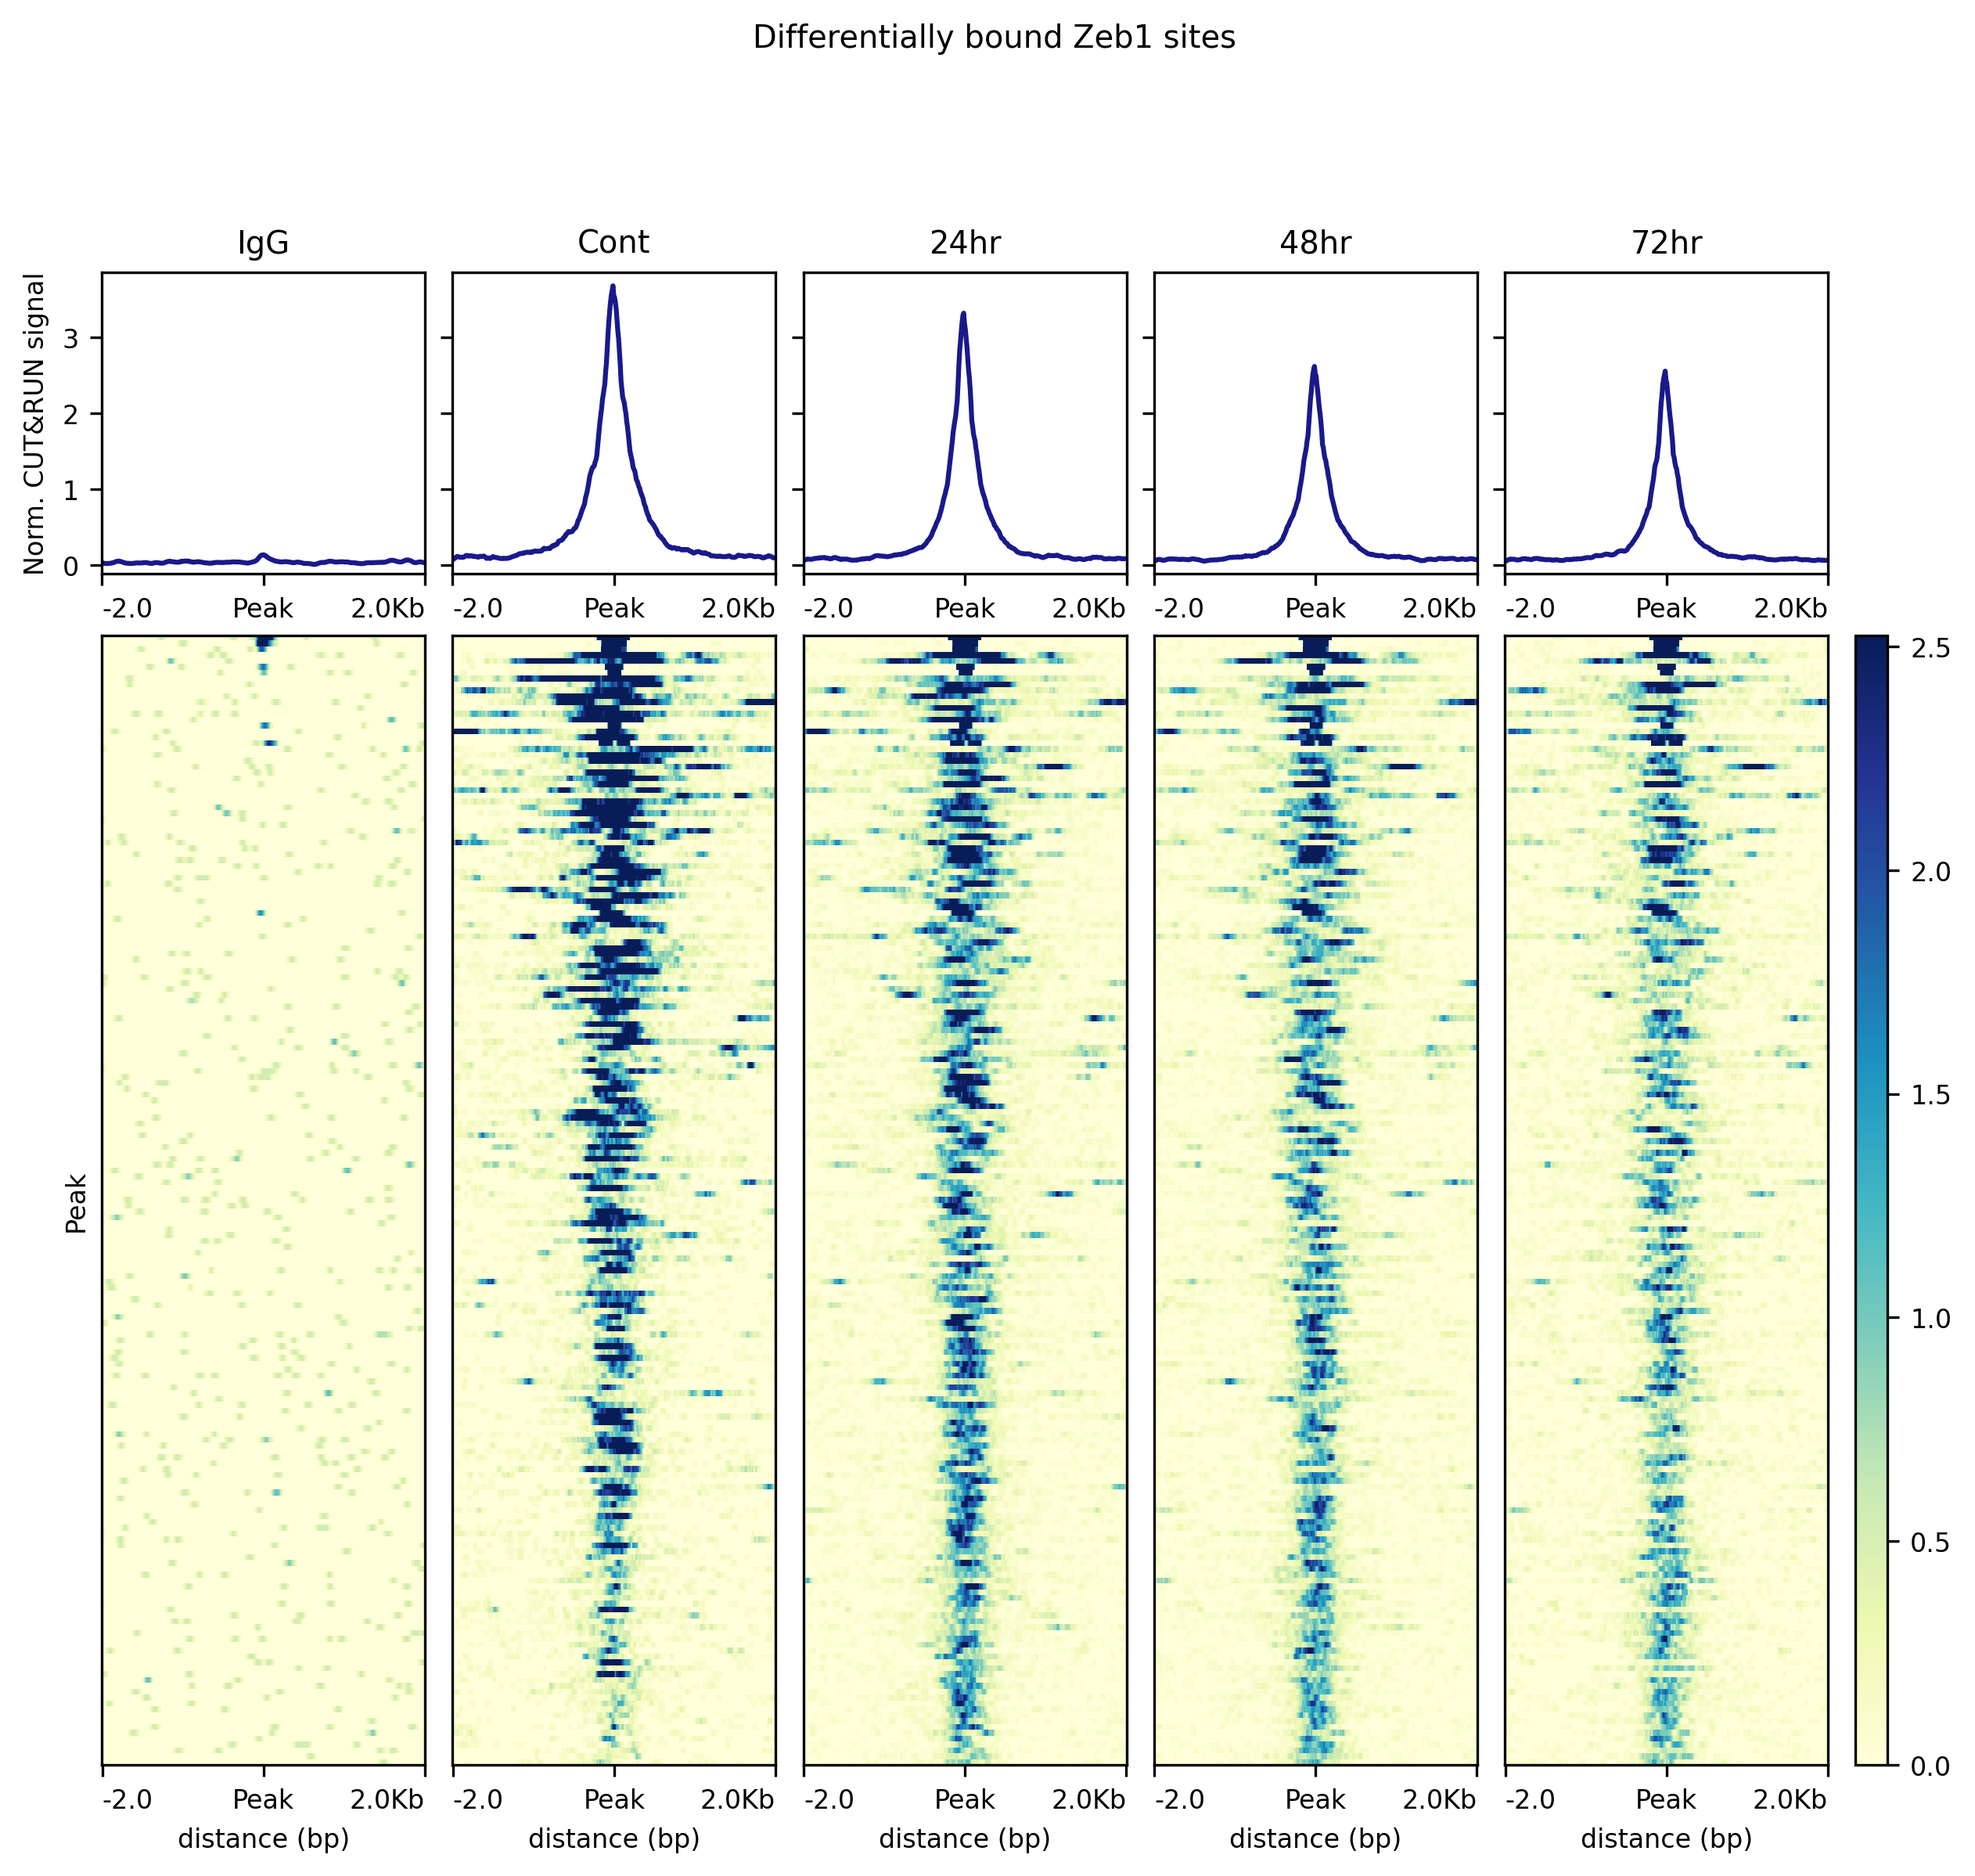 Differentially bound Zeb1 sites
IgG
Cont
24hr
48hr
72hr
Norm. CUT&RUN signal
3
2
1
0
-2.0 Peak 2.0Kb
-2.0 Peak 2.0Kb
-2.0 Peak 2.0Kb
-2.0 Peak 2.0Kb
-2.0 Peak 2.0Kb
Peak
2.5
2.0
1.5
1.0
0.5
0.0
-2.0 Peak 2.0Kb
-2.0 Peak 2.0Kb
-2.0 Peak 2.0Kb
-2.0 Peak 2.0Kb
-2.0 Peak 2.0Kb
distance (bp)
distance (bp)
distance (bp)
distance (bp)
distance (bp)